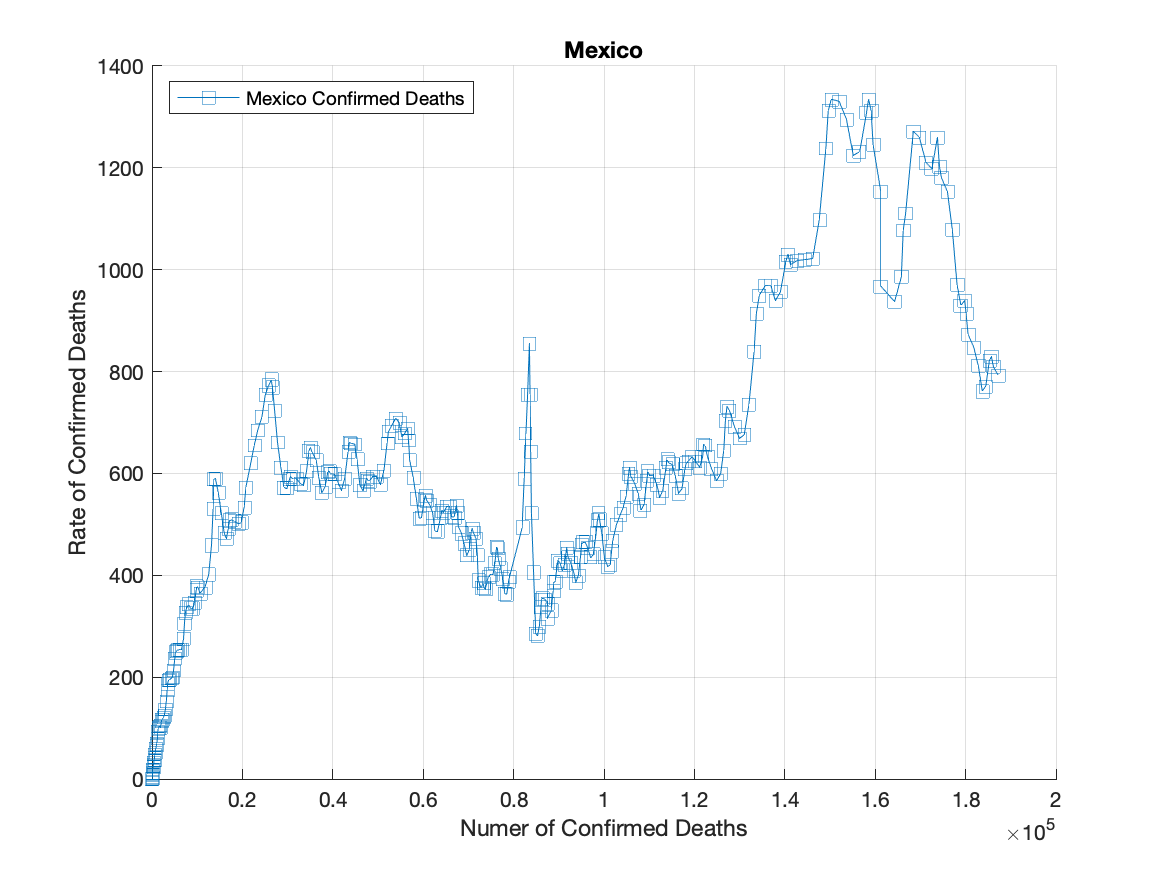 Mexico
1400
Mexico Confirmed Deaths
1200
1000
800
600
400
200
0
Rate of Confirmed Deaths
0 0.2 0.4 0.6 0.8 1 1.2 1.4 1.6 1.8 2
Numer of Confirmed Deaths
×10⁵